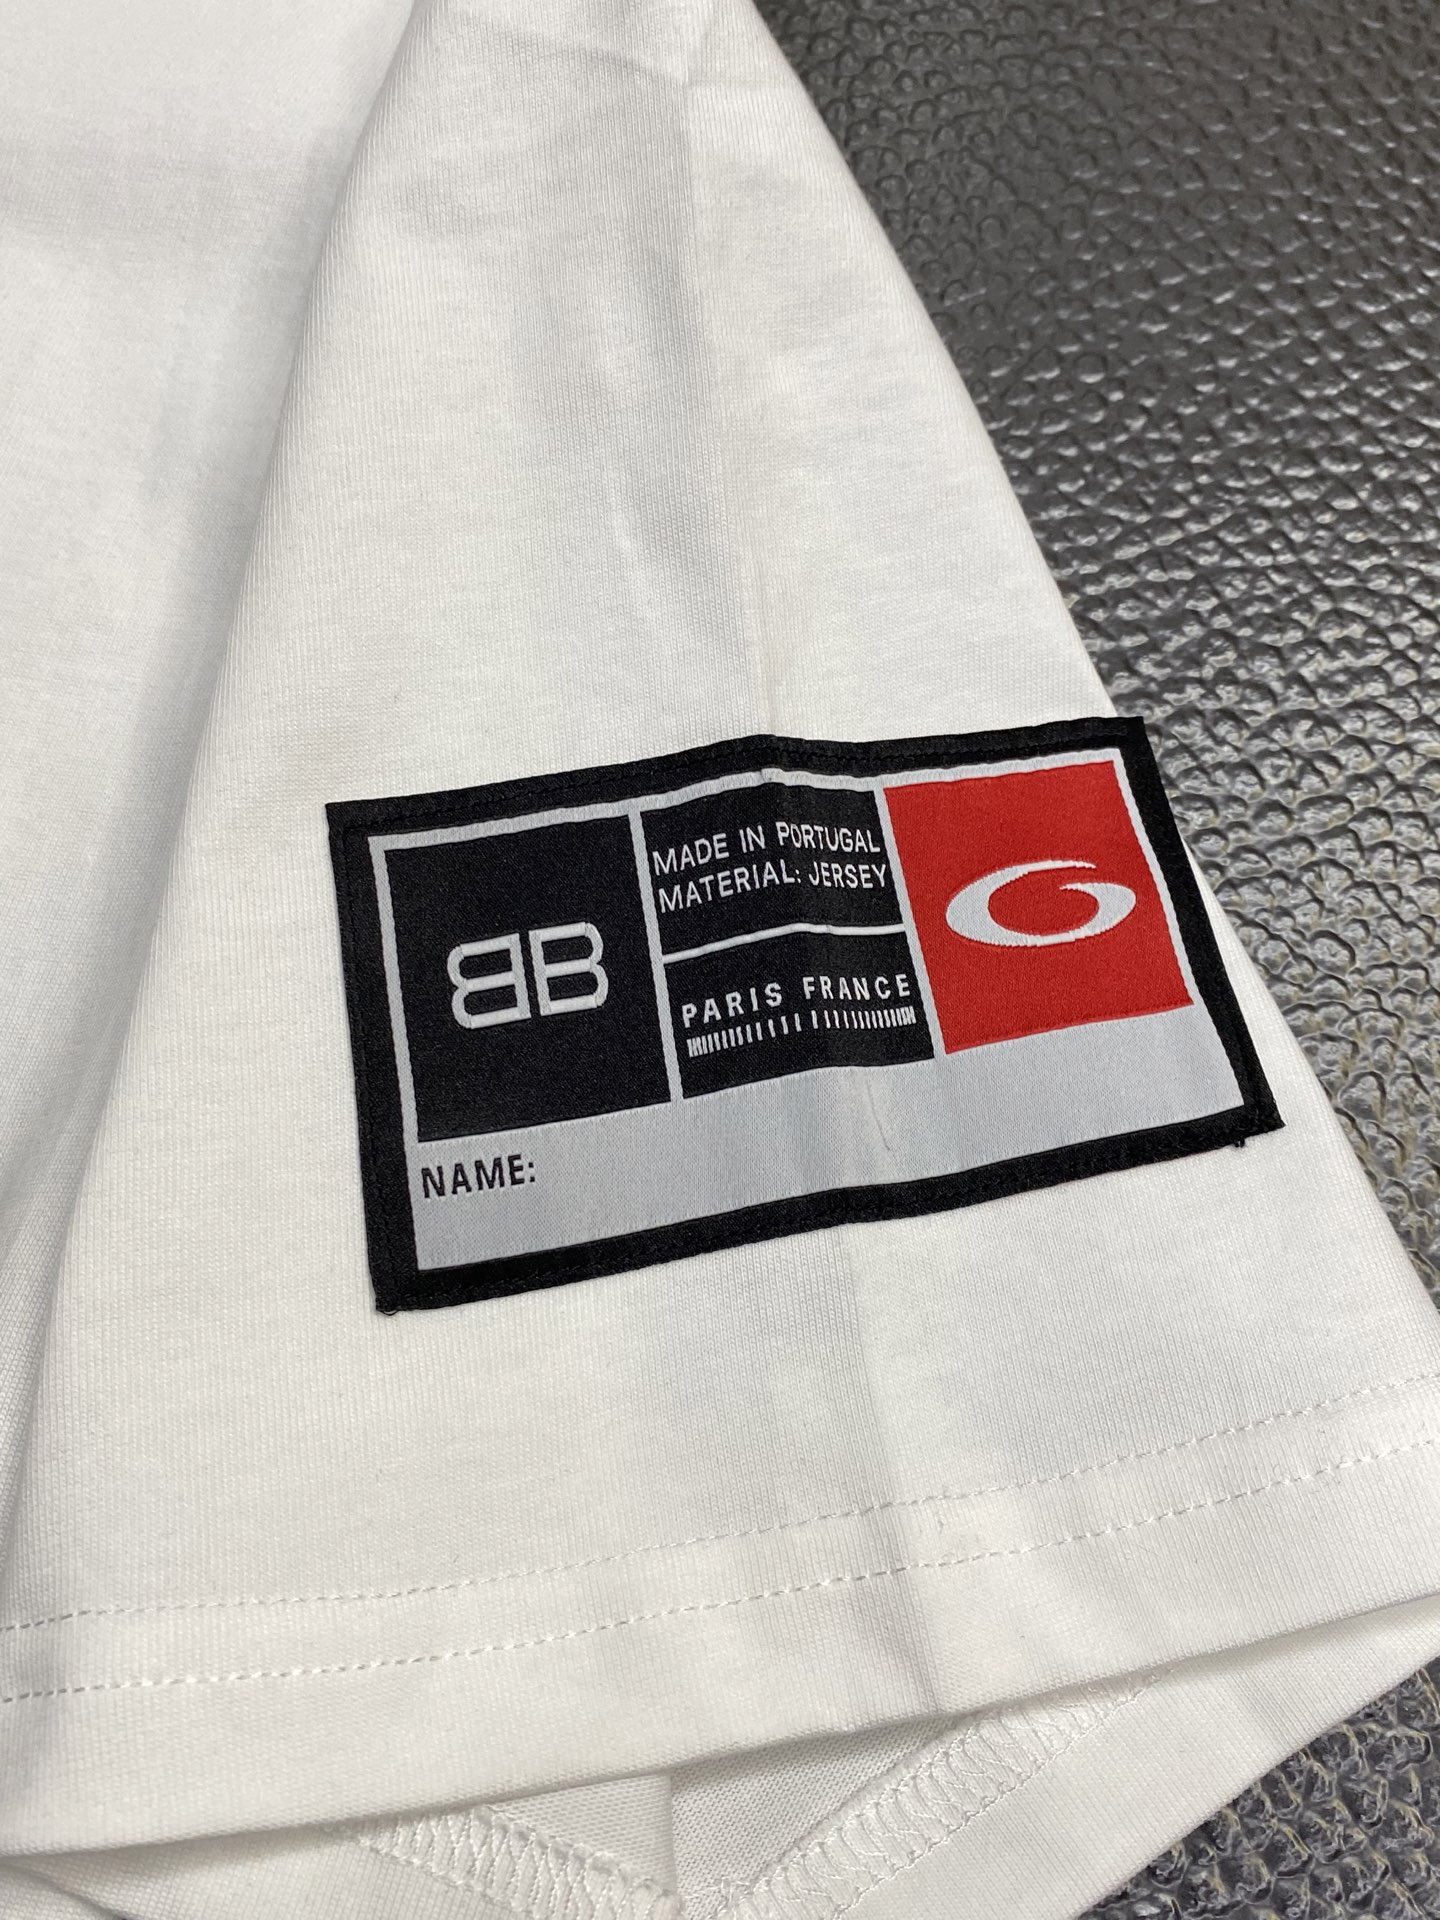 BB
MADE IN PORTUGAL
MATERIAL: JERSEY
PARIS FRANCE
NAME: